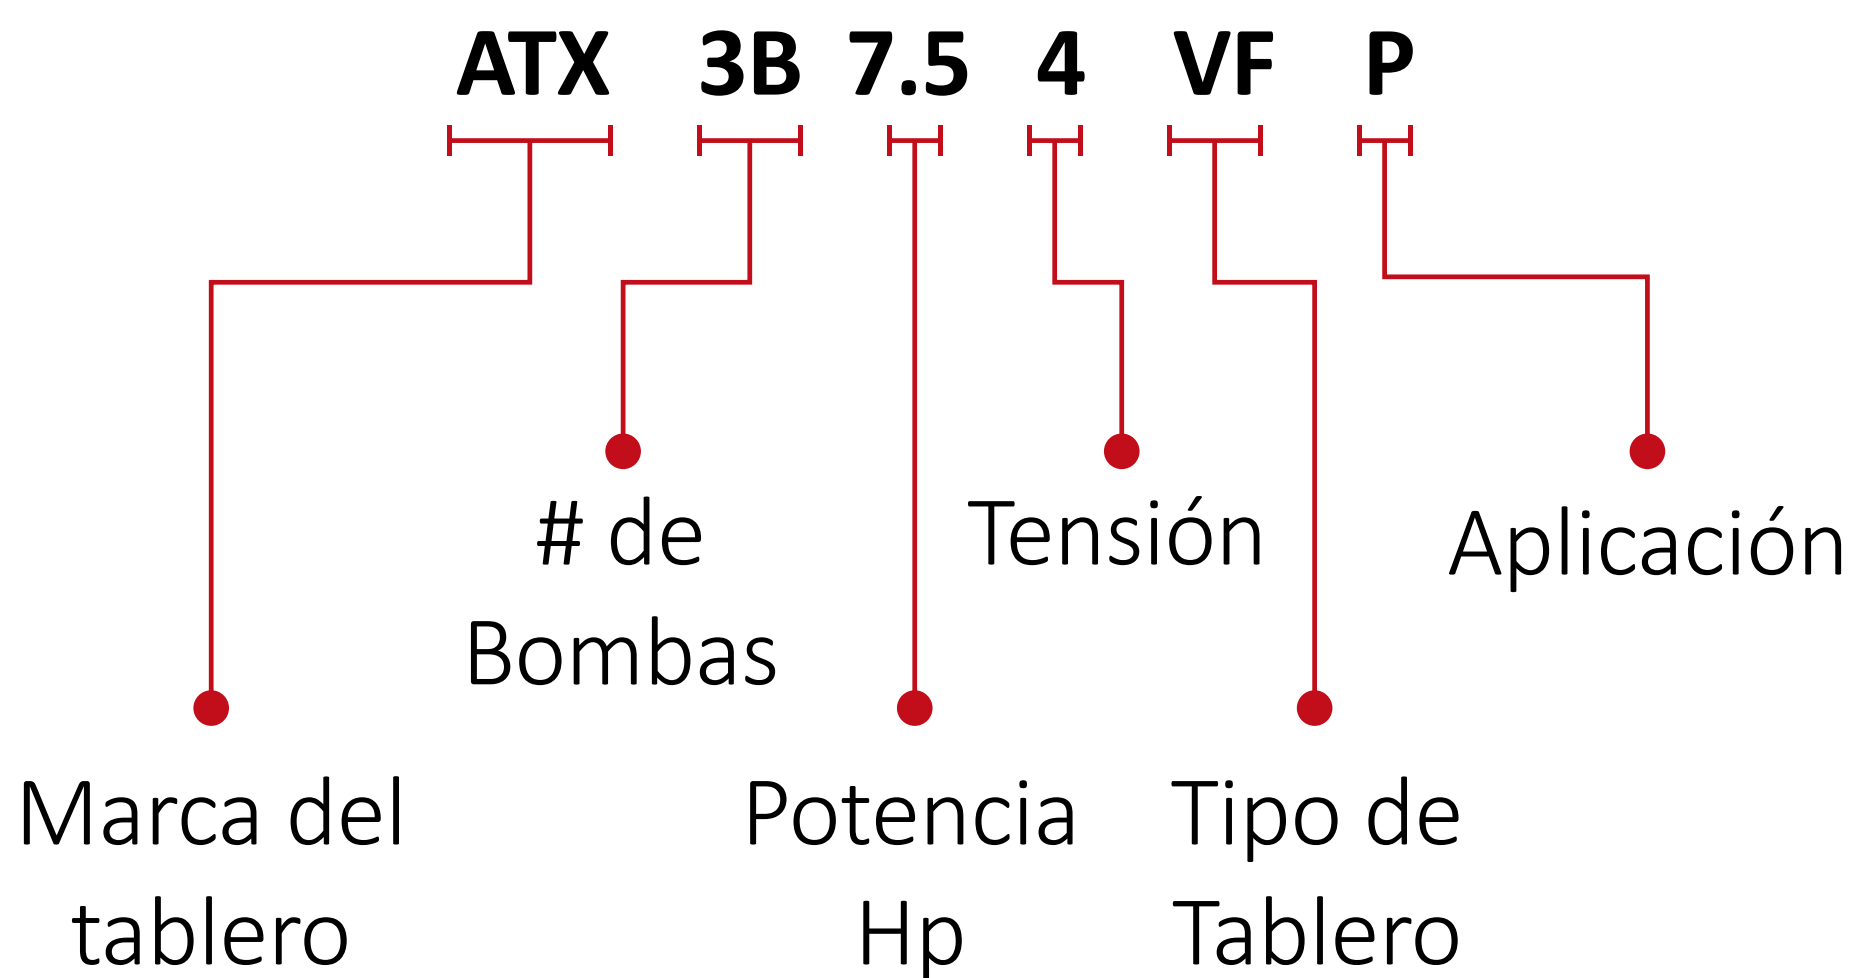 ATX 3B 7.5 4 VF P
# de
Bombas
Tensión
Aplicación
Marca del
tablero
Potencia
Hp
Tipo de
Tablero